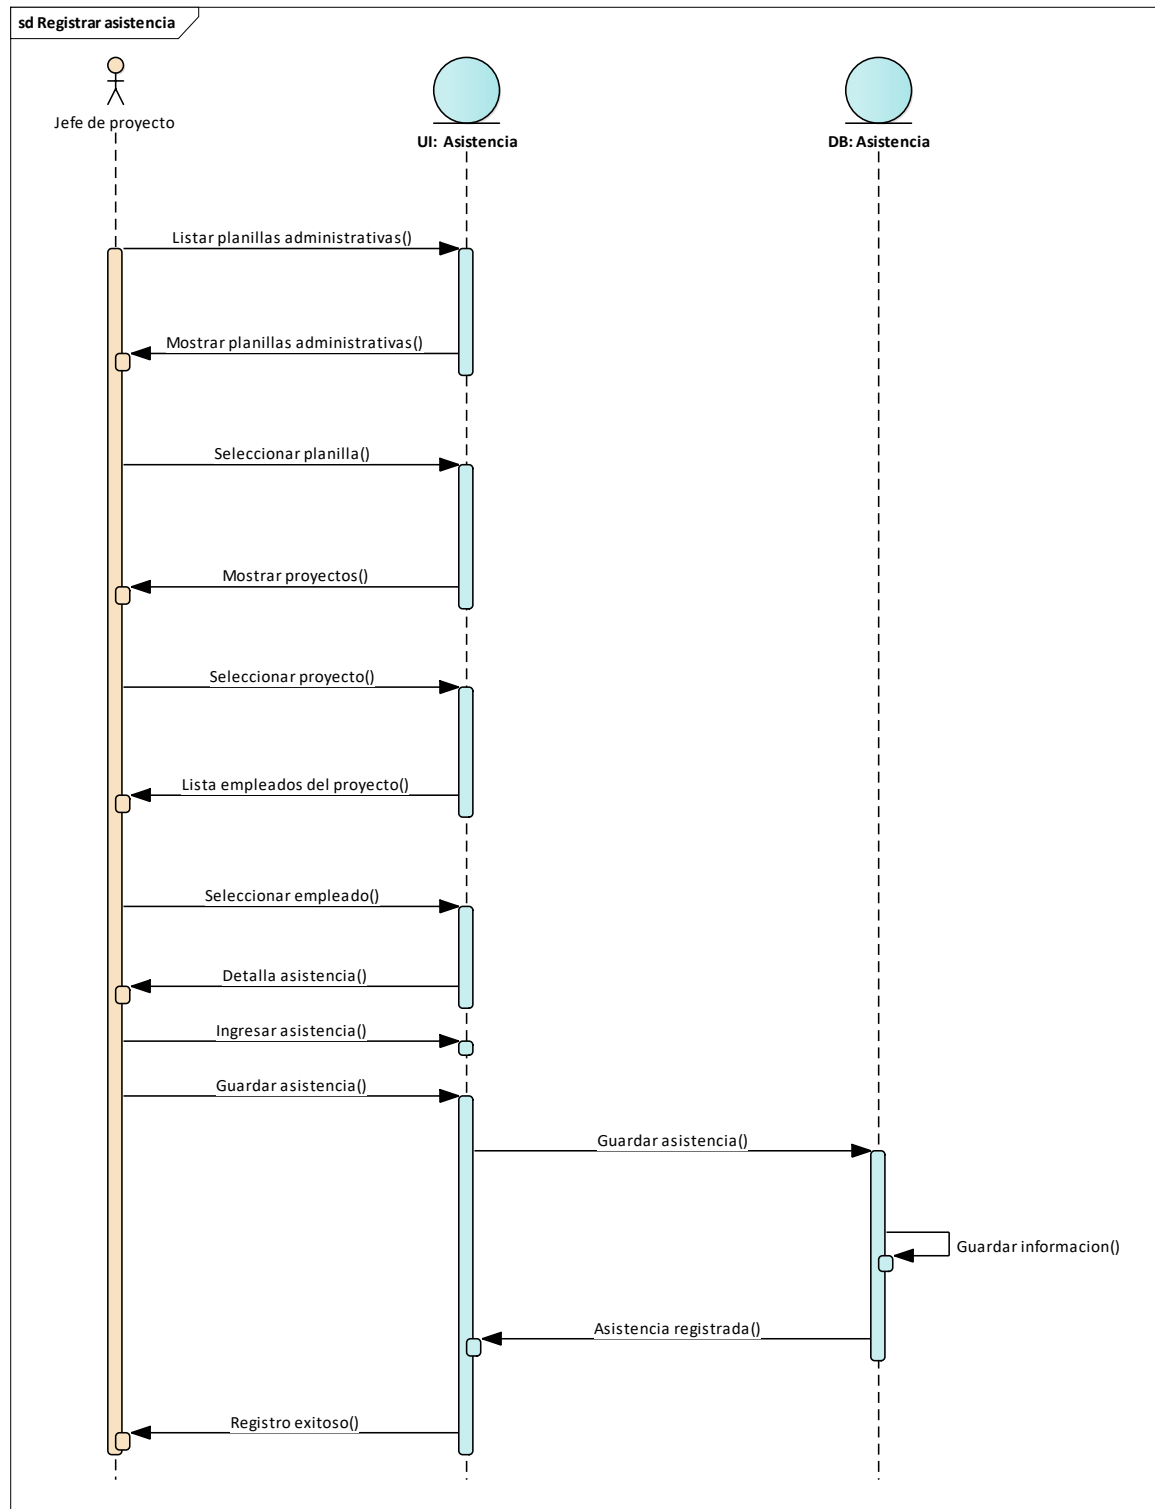 sd Registrar asistencia
Jefe de proyecto
UI: Asistencia
DB: Asistencia
Listar planillas administrativas()
Mostrar planillas administrativas()
Seleccionar planilla()
Mostrar proyectos()
Seleccionar proyecto()
Lista empleados del proyecto()
Seleccionar empleado()
Detalla asistencia()
Ingresar asistencia()
Guardar asistencia()
Guardar asistencia()
Guardar informacion()
Asistencia registrada()
Registro exitoso()